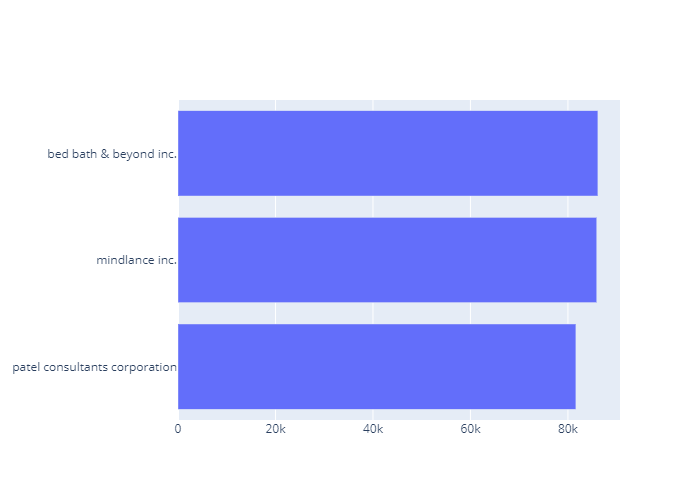 bed bath & beyond inc.
mindlance inc.
patel consultants corporation
0 20k 40k 60k 80k